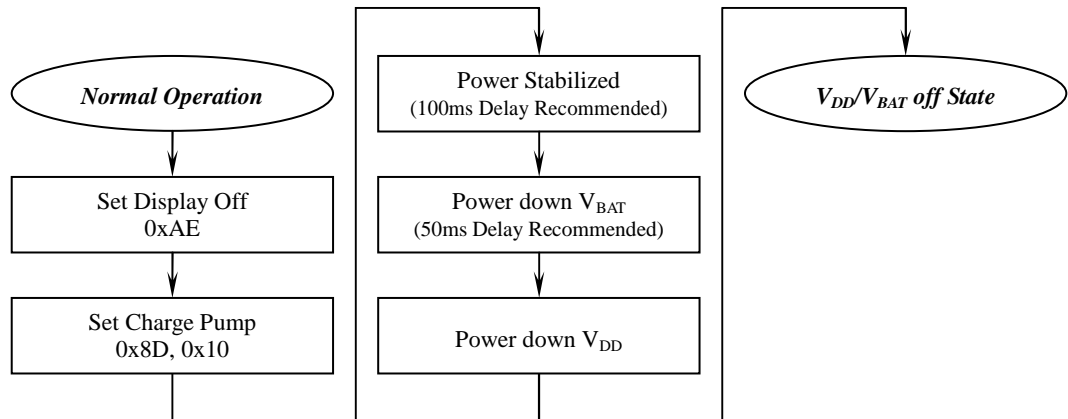 Normal Operation
Set Display Off
0xAE
Set Charge Pump
0x8D, 0x10
Power Stabilized
(100ms Delay Recommended)
Power down VBAT
(50ms Delay Recommended)
Power down VDD
VDD/VBAT off State